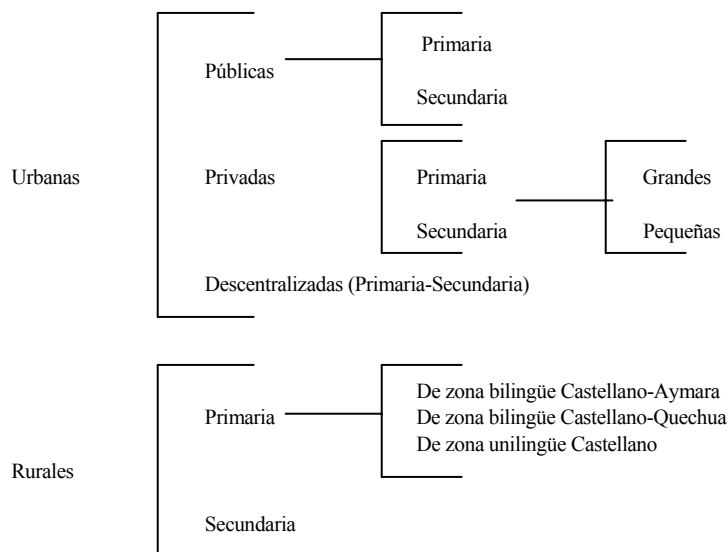 Públicas
Primaria
Secundaria
Urbanas
Privadas
Primaria
Secundaria
Grandes
Pequeñas
Descentralizadas (Primaria-Secundaria)
Rurales
Primaria
De zona bilingüe Castellano-Aymara
De zona bilingüe Castellano-Quechua
De zona unilingüe Castellano
Secundaria